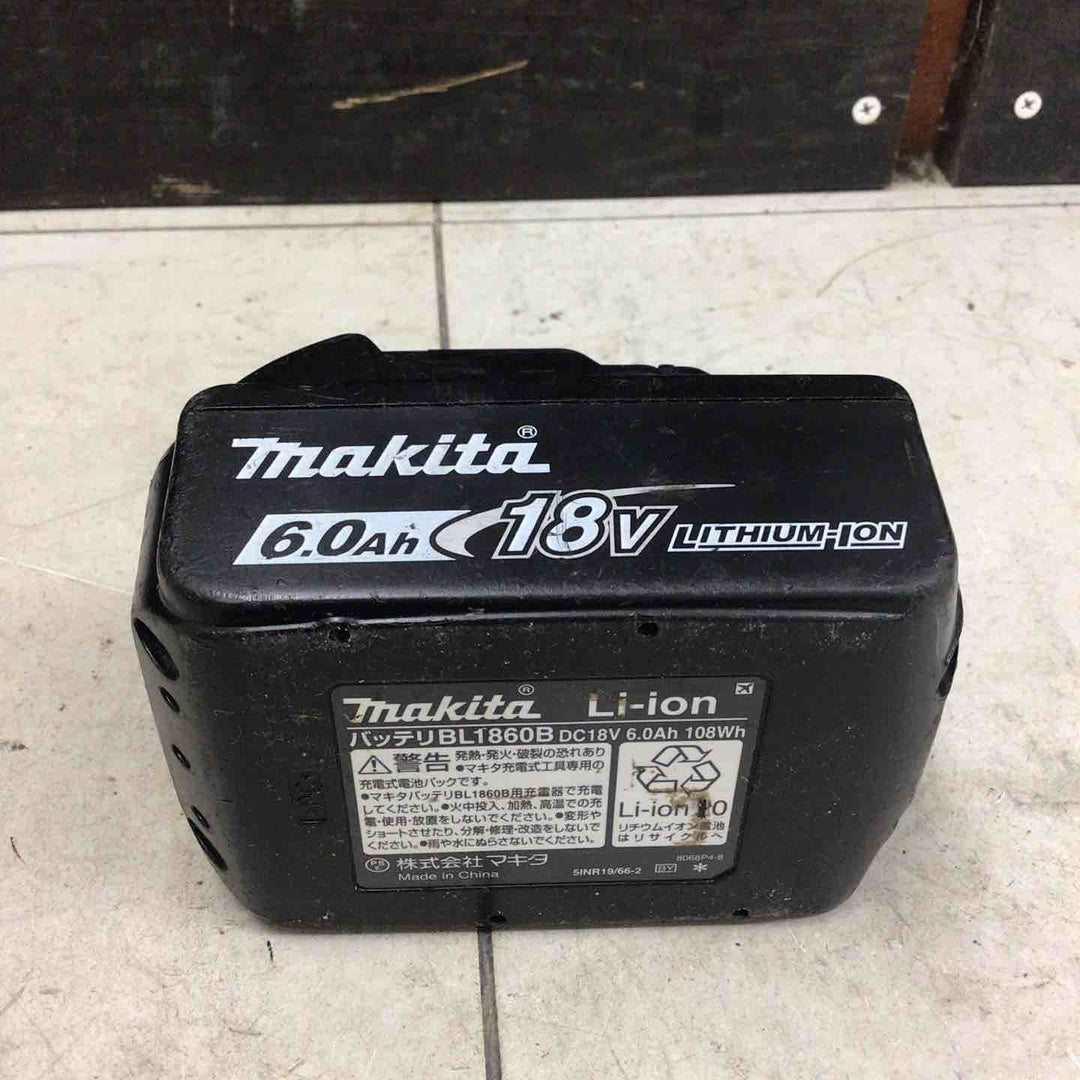 makita®
6.0Ah 18V LITHIUM-ION
makita® Li-ion
バッテリBL1860B DC18V 6.0Ah 108Wh
警告 発熱・発火・破裂の恐れあり
●マキタ充電式工具専用の
充電式電池パックです。
●マキタバッテリBL1860B用充電器で充電
してください。●火中投入、加熱、高温での充
電・使用・放置をしないでください。●変形や
ショートさせたり、分解・修理・改造をしないで
ください。●雨や水にぬらさないでください。
Li-ion 10
リチウムイオン電池
はリサイクルへ
8068P4-8
PS E 株式会社マキタ
Made in China
5INR19/66-2 BY